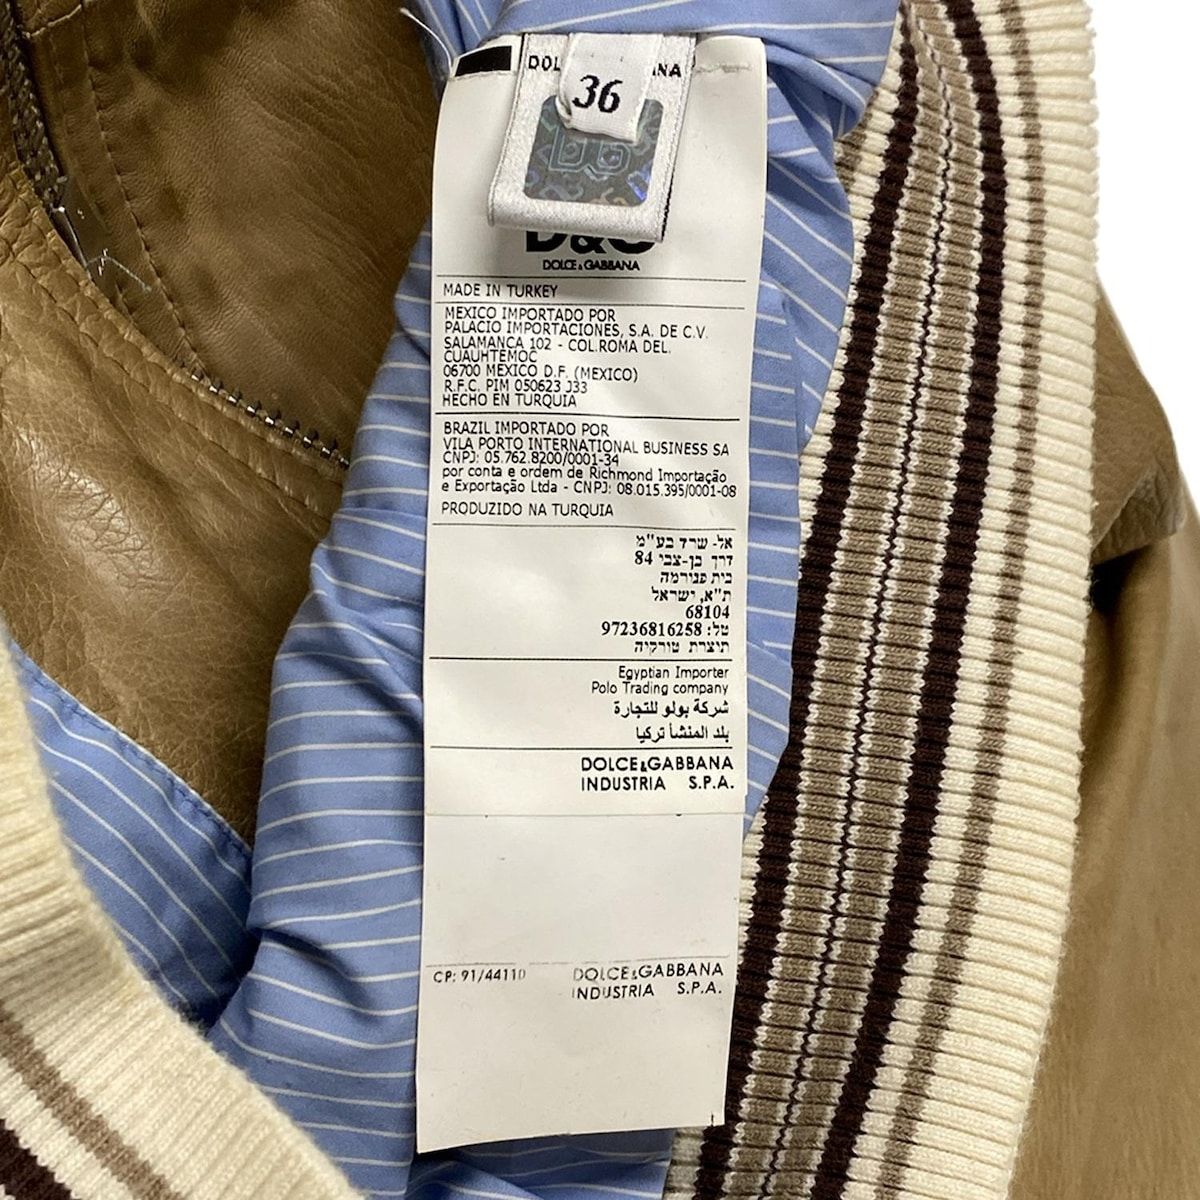 DOL NA
36
D&G
DOLCE & GABBANA
MADE IN TURKEY
MEXICO IMPORTADO POR
PALACIO IMPORTACIONES, S.A. DE C.V.
SALAMANCA 102 - COL.ROMA DEL.
CUAUHTEMOC
06700 MEXICO D.F. (MEXICO)
R.F.C. PIM 050623 J33
HECHO EN TURQUIA
BRAZIL IMPORTADO POR
VILA PORTO INTERNATIONAL BUSINESS SA
CNPJ: 05.762.8200/0001-34
por conta e ordem de Richmond Importação
e Exportação Ltda - CNPJ: 08.015.395/0001-08
PRODUZIDO NA TURQUIA
אל- שרד בע"מ
דרך בן-צבי 84
בית פנורמה
ת"א, ישראל
68104
טל: 97236816258
תוצרת טורקיה
Egyptian Importer
Polo Trading company
شركة بولو للتجارة
بلد المنشأ تركيا
DOLCE&GABBANA
INDUSTRIA S.P.A.
CP: 91/44110 DOLCE&GABBANA
INDUSTRIA S.P.A.